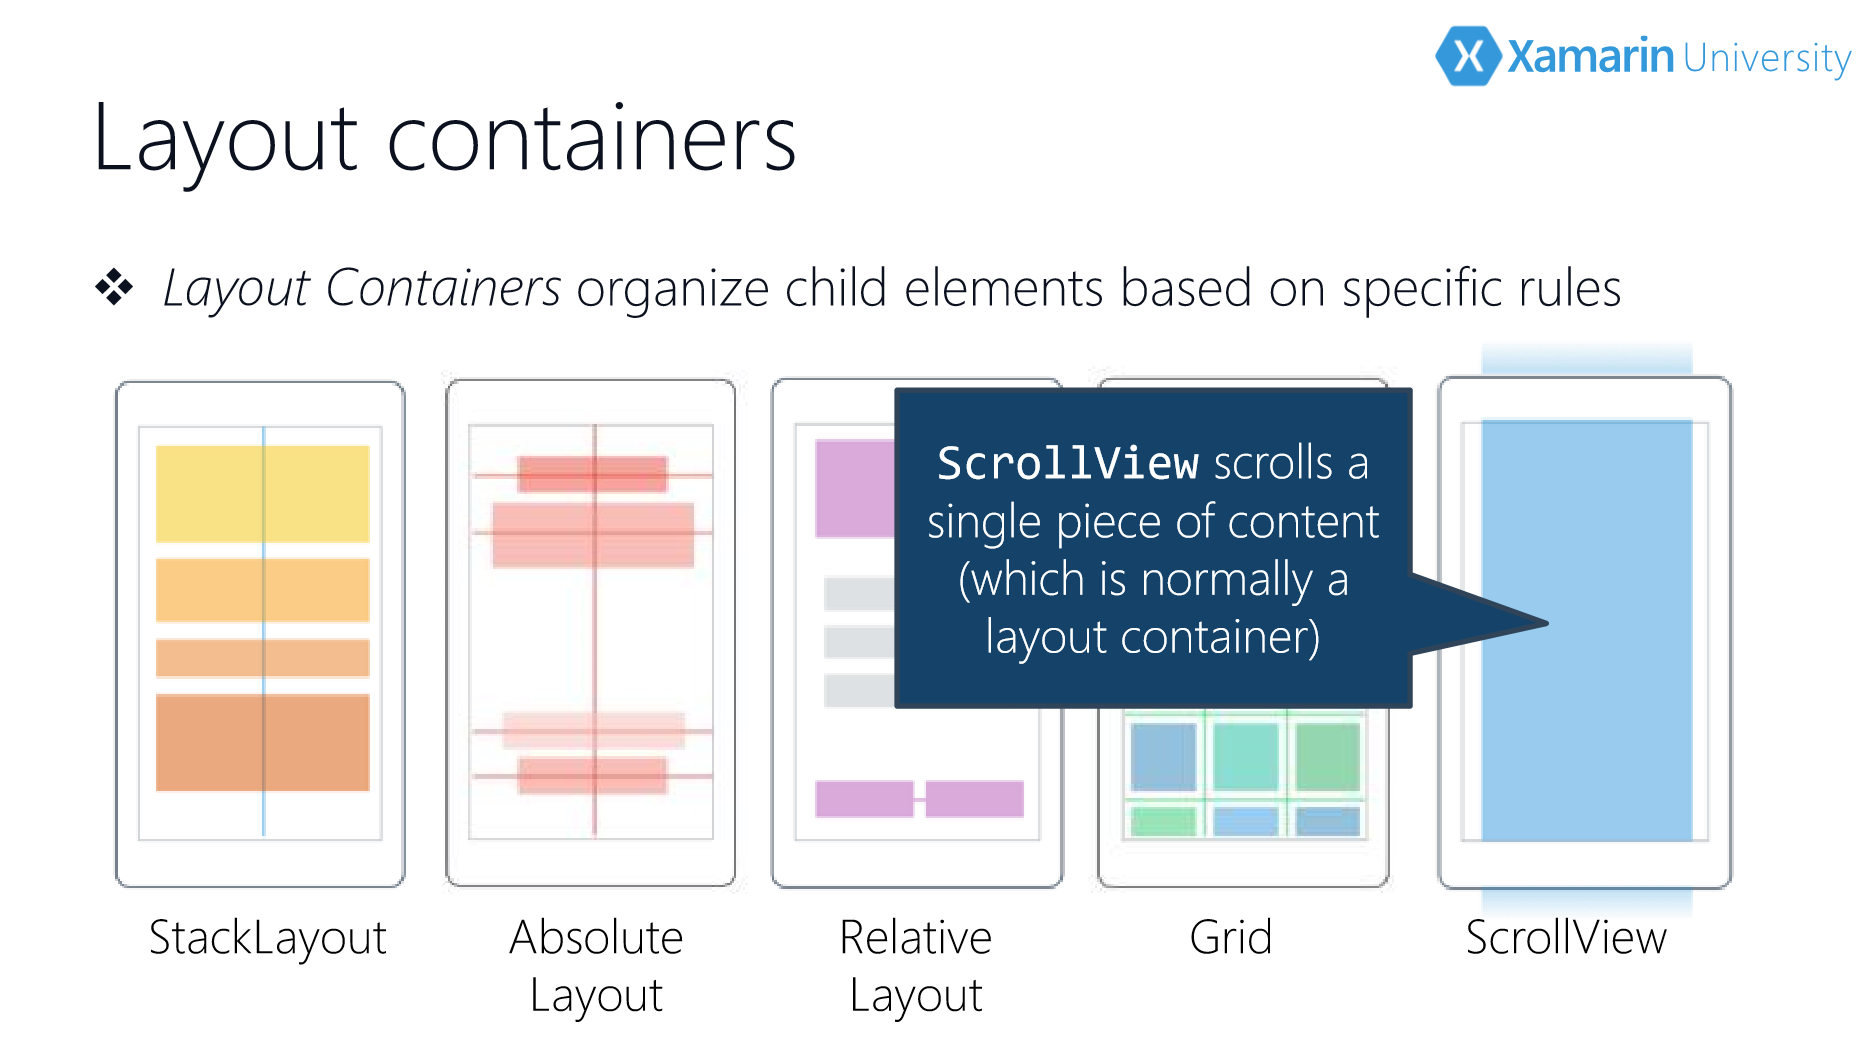 Xamarin University
Layout containers
❖ Layout Containers organize child elements based on specific rules
ScrollView scrolls a
single piece of content
(which is normally a
layout container)
StackLayout
Absolute
Layout
Relative
Layout
Grid
ScrollView